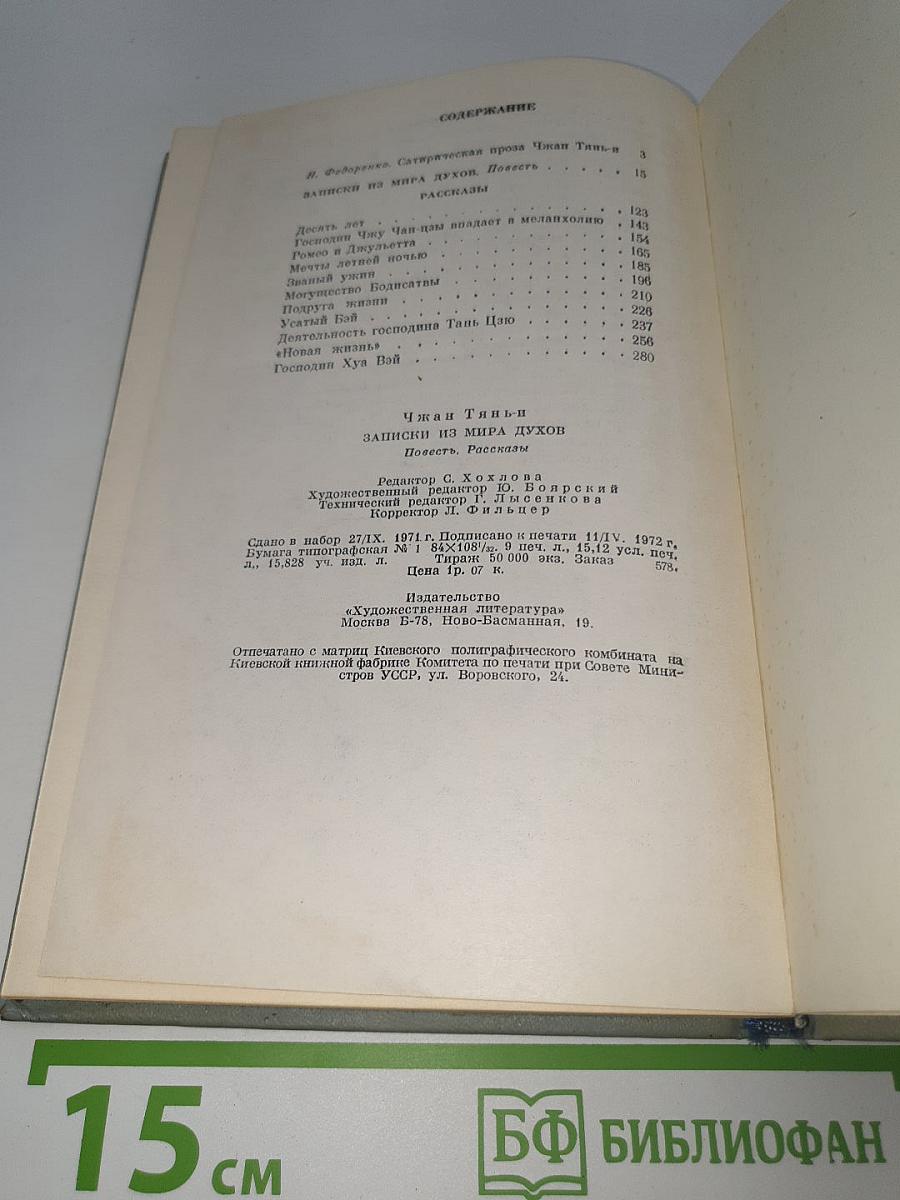 СОДЕРЖАНИЕ
Н. Федоренко. Сатирическая проза Чжан Тянь-и 3
ЗАПИСКИ ИЗ МИРА ДУХОВ. Повесть . . . . . 15
РАССКАЗЫ
Десять лет . . . . . . . . . . . 123
Господин Чжу Чан-цзы впадает в меланхолию . 143
Ромео и Джульетта . . . . . . . . . 154
Мечты летней ночью . . . . . . . . . 165
Званый ужин . . . . . . . . . . . 185
Могущество Бодисатвы . . . . . . . . 196
Подруга жизни . . . . . . . . . . 210
Усатый Бэй . . . . . . . . . . . 226
Деятельность господина Тань Цзю . . . . . . 237
«Новая жизнь» . . . . . . . . . . 256
Господин Хуа Вэй . . . . . . . . . . 280
Чжан Тянь-и
ЗАПИСКИ ИЗ МИРА ДУХОВ
Повесть. Рассказы
Редактор С. Хохлова
Художественный редактор Ю. Боярский
Технический редактор Г. Лысенкова
Корректор Л. Фильцер
Сдано в набор 27/IX. 1971 г. Подписано к печати 11/IV. 1972 г.
Бумага типографская № 1 84×108¹/₃₂. 9 печ. л., 15,12 усл. печ.
л., 15,828 уч. изд. л. Тираж 50 000 экз. Заказ 578.
Цена 1р. 07 к.
Издательство
«Художественная литература»
Москва Б-78, Ново-Басманная, 19.
Отпечатано с матриц Киевского полиграфического комбината на
Киевской книжной фабрике Комитета по печати при Совете Мини-
стров УССР, ул. Воровского, 24.
15 см
БФ БИБЛИОФАН